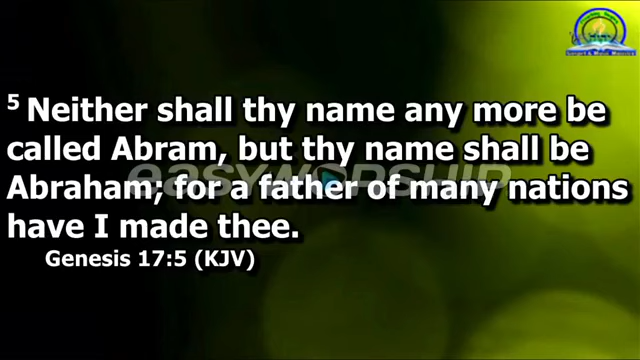 5 Neither shall thy name any more be
called Abram, but thy name shall be
Abraham; for a father of many nations
have I made thee.
Genesis 17:5 (KJV)
easyworship